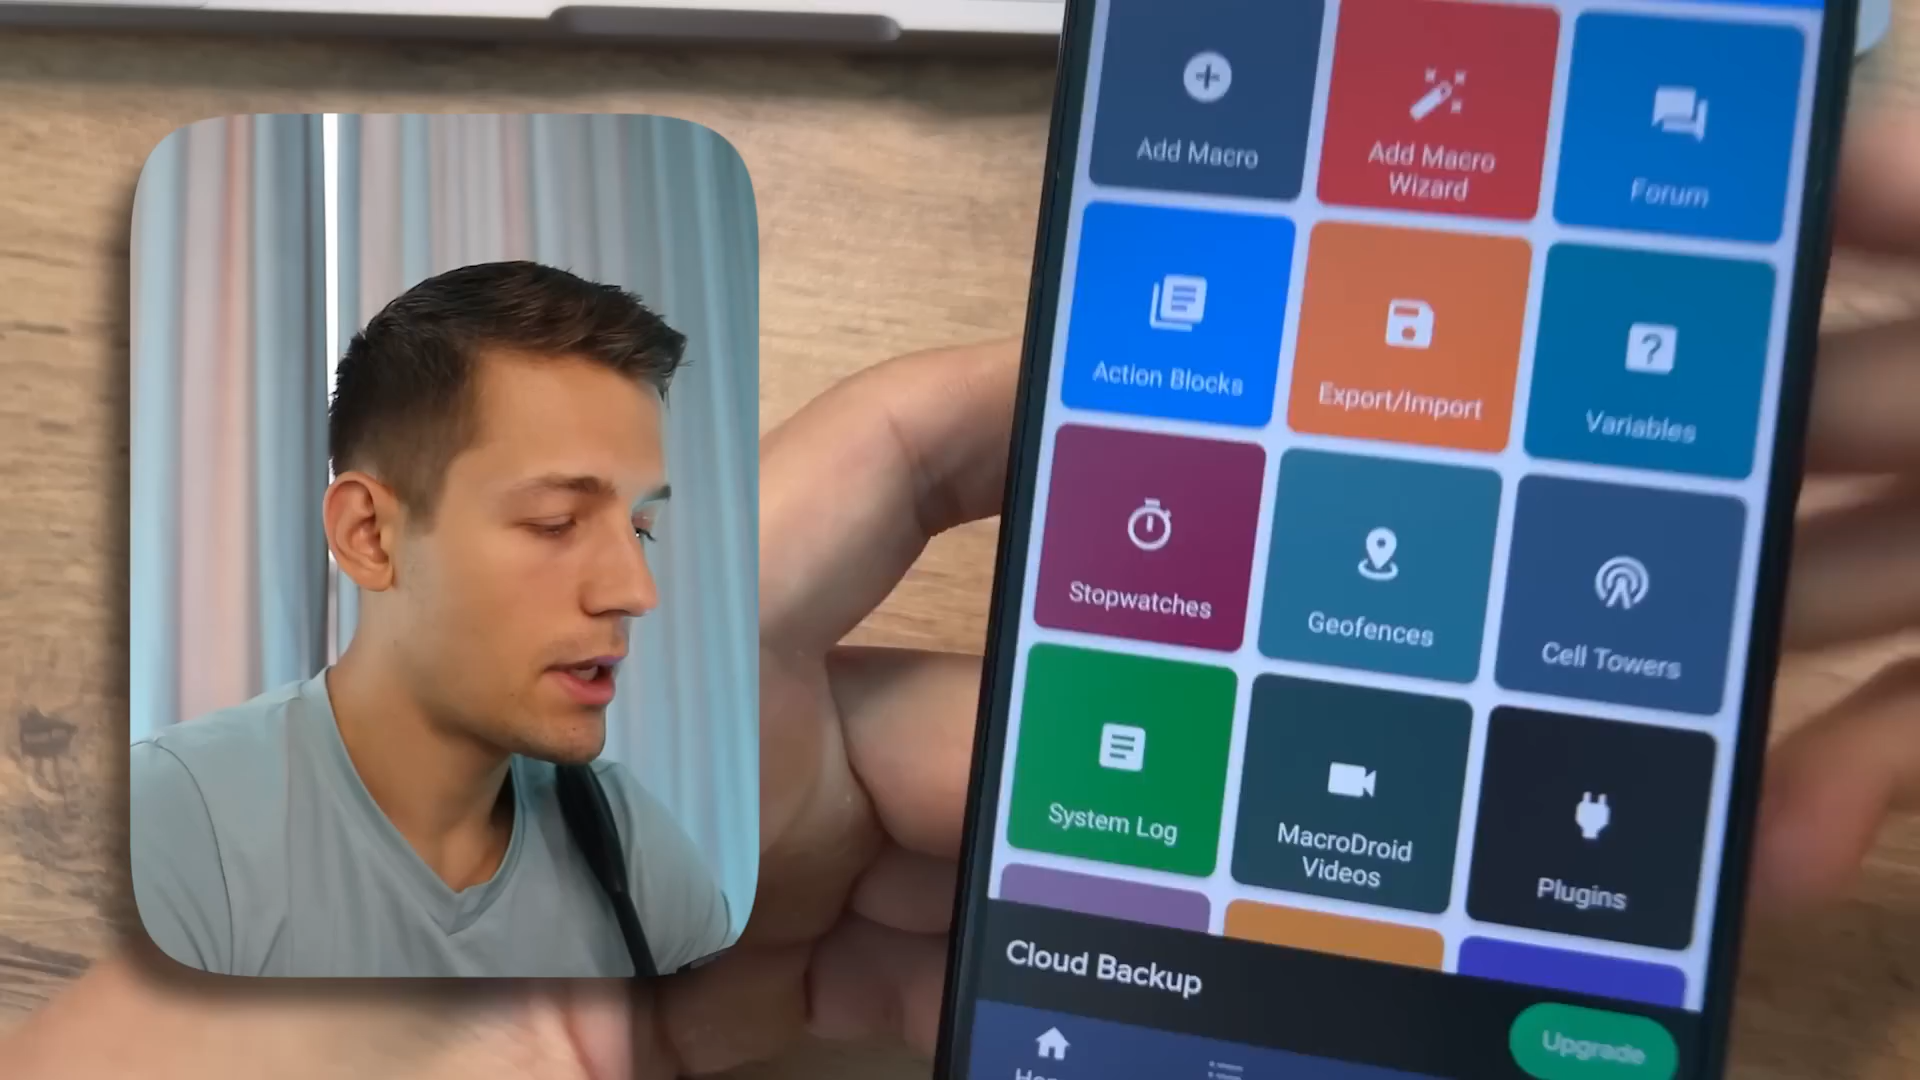 Add Macro
Add Macro
Wizard
Forum
Action Blocks
Export/Import
Variables
Stopwatches
Geofences
Cell Towers
System Log
MacroDroid
Videos
Plugins
Cloud Backup
Upgrade